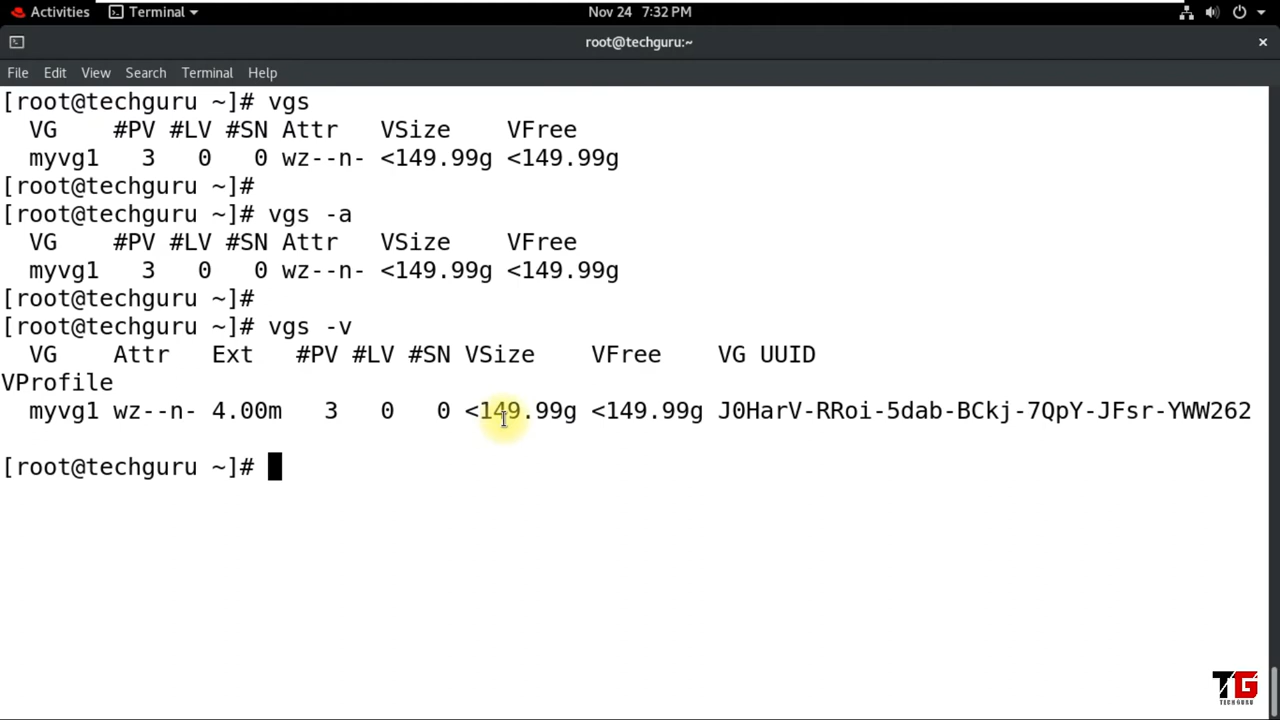 Activities Terminal Nov 24 7:32 PM
root@techguru:~
File Edit View Search Terminal Help
[root@techguru ~]# vgs
VG #PV #LV #SN Attr VSize VFree
myvg1 3 0 0 wz--n- <149.99g <149.99g
[root@techguru ~]#
[root@techguru ~]# vgs -a
VG #PV #LV #SN Attr VSize VFree
myvg1 3 0 0 wz--n- <149.99g <149.99g
[root@techguru ~]#
[root@techguru ~]# vgs -v
VG Attr Ext #PV #LV #SN VSize VFree VG UUID
VProfile
myvg1 wz--n- 4.00m 3 0 0 <149.99g <149.99g J0HarV-RRoi-5dab-BCkj-7QpY-JFsr-YWW262
[root@techguru ~]#
TG
TECH GURU